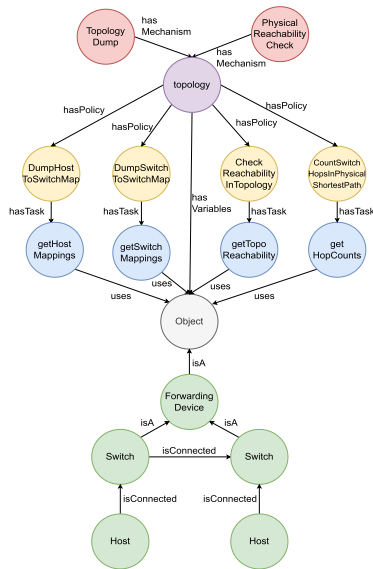 Topology
Dump
has
Mechanism
Physical
Reachability
Check
has
Mechanism
topology
hasPolicy
hasPolicy
hasPolicy
hasPolicy
DumpHost
ToSwitchMap
DumpSwitch
ToSwitchMap
Check
Reachability
InTopology
CountSwitch
HopsInPhysical
ShortestPath
has
Variables
hasTask
hasTask
hasTask
hasTask
getHost
Mappings
getSwitch
Mappings
getTopo
Reachability
get
HopCounts
uses
uses
uses
uses
Object
isA
Forwarding
Device
isA
isA
Switch
isConnected
Switch
isConnected
isConnected
Host
Host